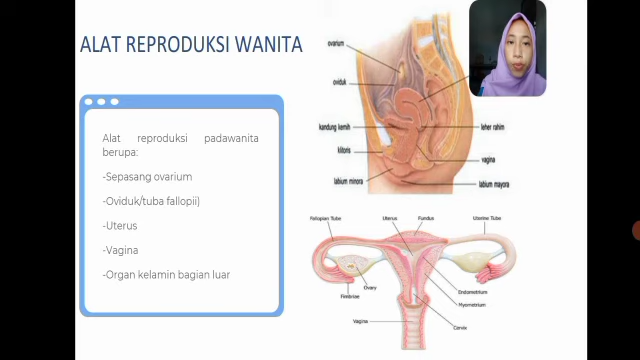 ALAT REPRODUKSI WANITA
Alat reproduksi padawanita
berupa:
-Sepasang ovarium
-Oviduk/tuba fallopii)
-Uterus
-Vagina
-Organ kelamin bagian luar
ovarium
oviduk
kandung kemih
klitoris
labium minora
leher rahim
vagina
labium mayora
Fallopian Tube
Uterus
Fundus
Uterine Tube
Ovary
Fimbriae
Endometrium
Myometrium
Vagina
Cervix